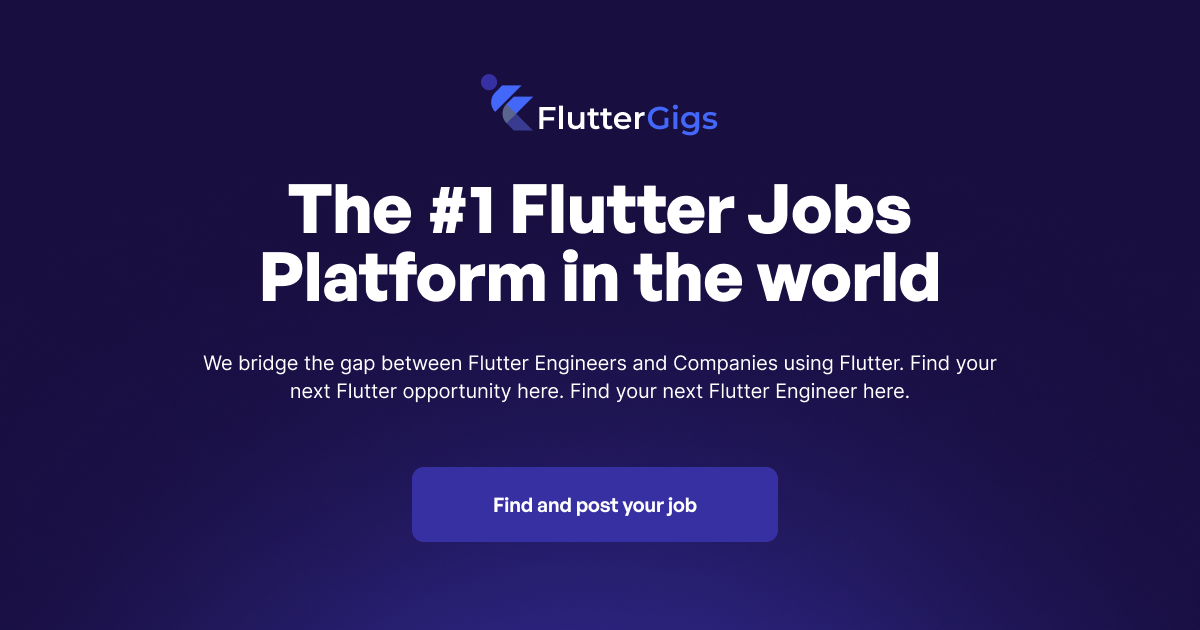 FlutterGigs
The #1 Flutter Jobs
Platform in the world
We bridge the gap between Flutter Engineers and Companies using Flutter. Find your
next Flutter opportunity here. Find your next Flutter Engineer here.
Find and post your job